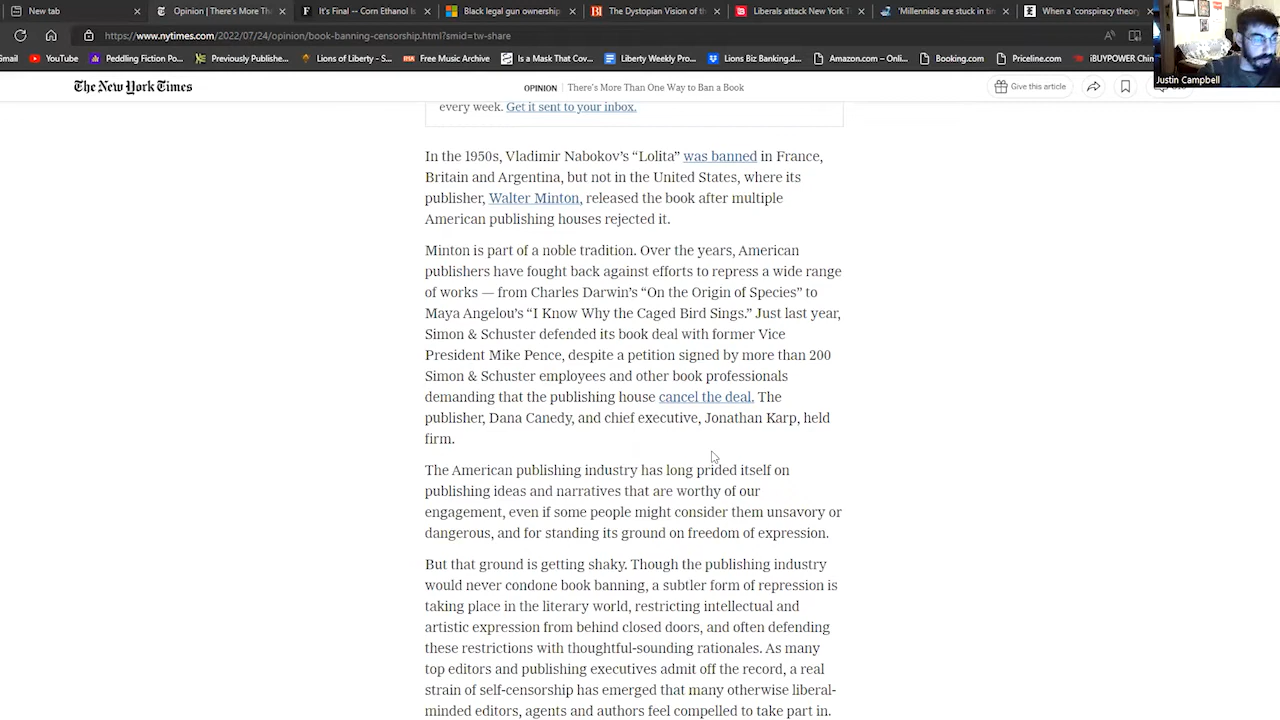 New tab
Opinion | There's More Th
It's Final — Corn Ethanol
Black legal gun ownership
The Dystopian Vision of th
Liberals attack New York T
'Millennials are stuck in tim
When a 'conspiracy theory
https://www.nytimes.com/2022/07/24/opinion/book-banning-censorship.html?smid=tw-share
mail
YouTube
Peddling Fiction Po...
Previously Publishe...
Lions of Liberty - S...
Free Music Archive
Is a Mask That Cov...
Liberty Weekly Pro...
Lions Biz Banking.d...
Amazon.com – Onli...
Booking.com
Priceline.com
iBUYPOWER Chin
Justin Campbell
The New York Times
OPINION | There's More Than One Way to Ban a Book
Give this article
every week. Get it sent to your inbox.
In the 1950s, Vladimir Nabokov's “Lolita” was banned in France,
Britain and Argentina, but not in the United States, where its
publisher, Walter Minton, released the book after multiple
American publishing houses rejected it.
Minton is part of a noble tradition. Over the years, American
publishers have fought back against efforts to repress a wide range
of works — from Charles Darwin's “On the Origin of Species” to
Maya Angelou's “I Know Why the Caged Bird Sings.” Just last year,
Simon & Schuster defended its book deal with former Vice
President Mike Pence, despite a petition signed by more than 200
Simon & Schuster employees and other book professionals
demanding that the publishing house cancel the deal. The
publisher, Dana Canedy, and chief executive, Jonathan Karp, held
firm.
The American publishing industry has long prided itself on
publishing ideas and narratives that are worthy of our
engagement, even if some people might consider them unsavory or
dangerous, and for standing its ground on freedom of expression.
But that ground is getting shaky. Though the publishing industry
would never condone book banning, a subtler form of repression is
taking place in the literary world, restricting intellectual and
artistic expression from behind closed doors, and often defending
these restrictions with thoughtful-sounding rationales. As many
top editors and publishing executives admit off the record, a real
strain of self-censorship has emerged that many otherwise liberal-
minded editors, agents and authors feel compelled to take part in.